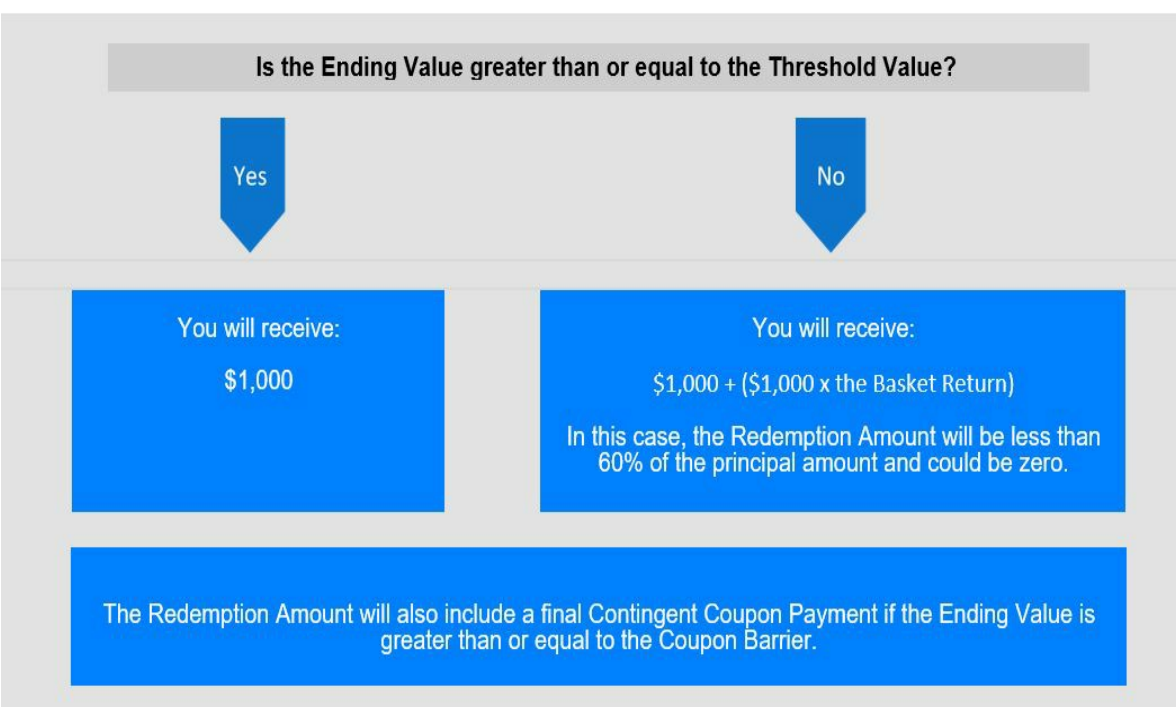 Is the Ending Value greater than or equal to the Threshold Value?
Yes
No
You will receive:
$1,000
You will receive:
$1,000 + ($1,000 x the Basket Return)
In this case, the Redemption Amount will be less than
60% of the principal amount and could be zero.
The Redemption Amount will also include a final Contingent Coupon Payment if the Ending Value is
greater than or equal to the Coupon Barrier.